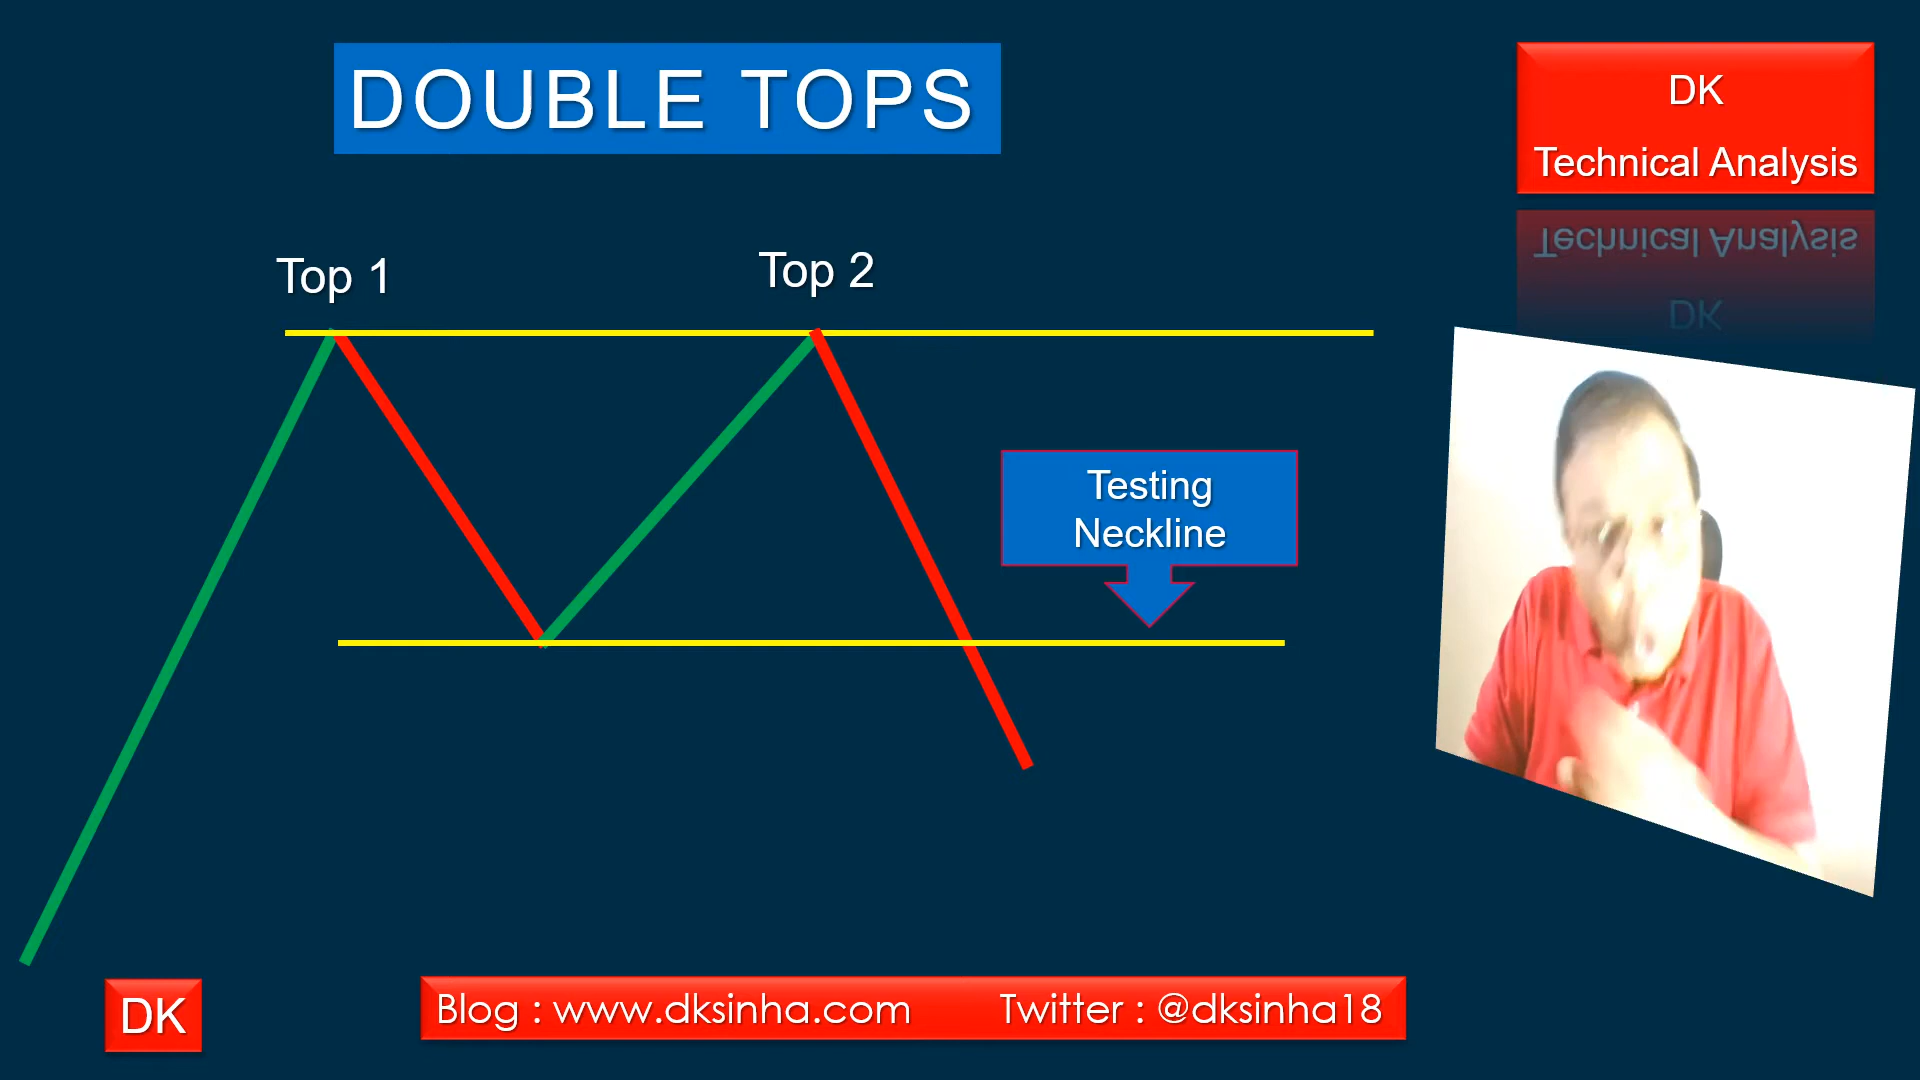 DOUBLE TOPS
DK
Technical Analysis
Technical Analysis
DK
Top 1
Top 2
Testing
Neckline
DK
Blog : www.dksinha.com Twitter : @dksinha18